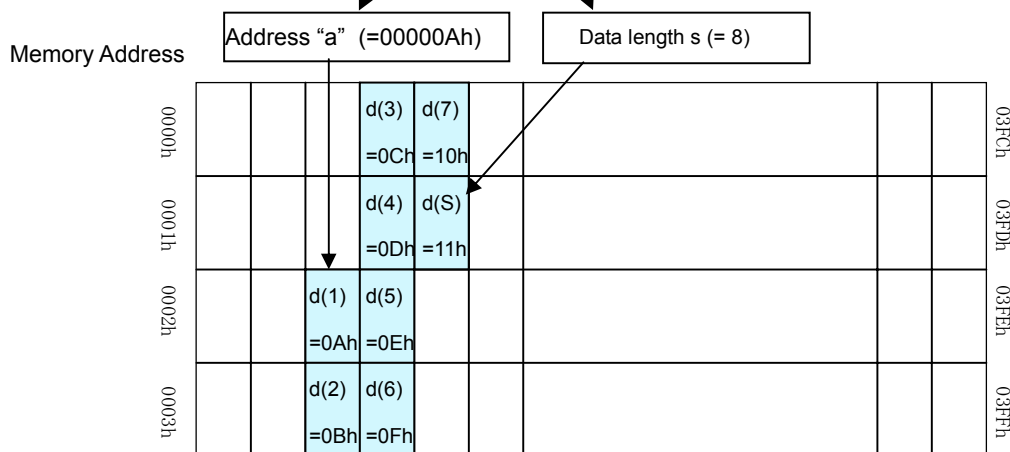 Address “a” (=00000Ah)
Data length s (= 8)
Memory Address
0000h
d(3)
=0Ch
d(7)
=10h
03FCh
0001h
d(4)
=0Dh
d(S)
=11h
03FDh
0002h
d(1)
=0Ah
d(5)
=0Eh
03FEh
0003h
d(2)
=0Bh
d(6)
=0Fh
03FFh